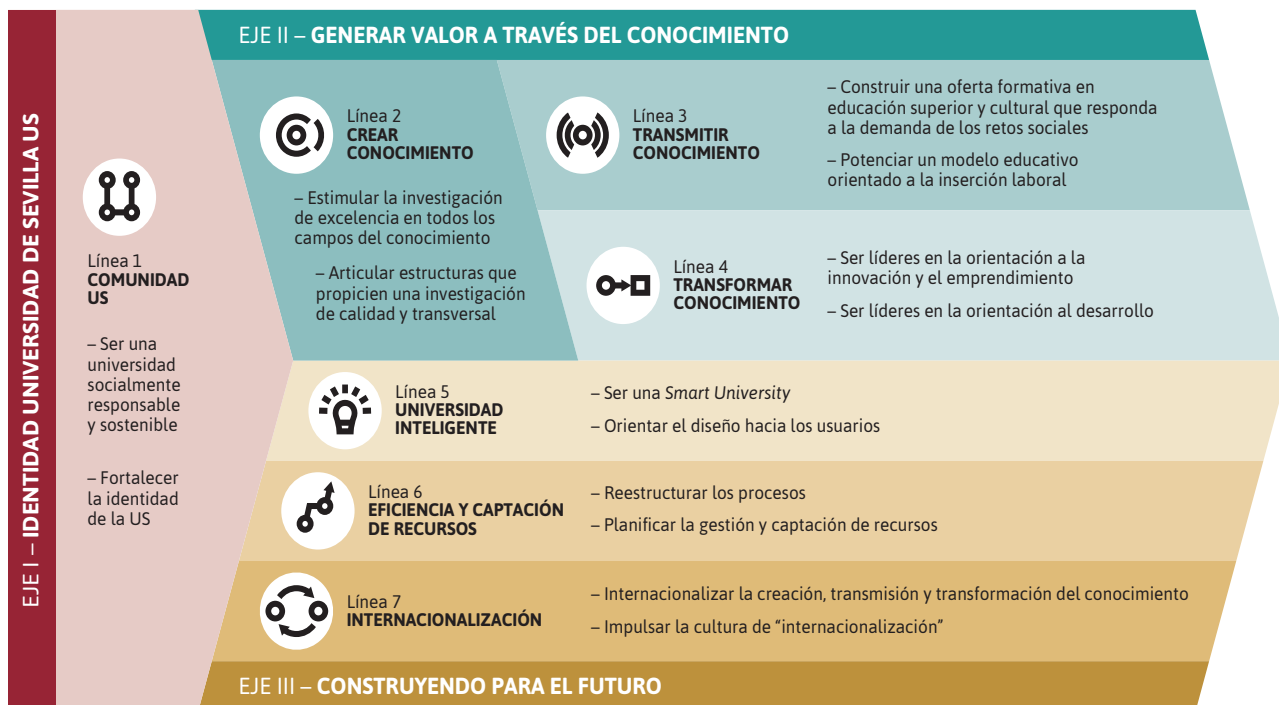 EJE I – IDENTIDAD UNIVERSIDAD DE SEVILLA US
Línea 1
COMUNIDAD
US
– Ser una
universidad
socialmente
responsable
y sostenible
– Fortalecer
la identidad
de la US
EJE II – GENERAR VALOR A TRAVÉS DEL CONOCIMIENTO
Línea 2
CREAR
CONOCIMIENTO
– Estimular la investigación
de excelencia en todos los
campos del conocimiento
– Articular estructuras que
propicien una investigación
de calidad y transversal
Línea 3
TRANSMITIR
CONOCIMIENTO
– Construir una oferta formativa en
educación superior y cultural que responda
a la demanda de los retos sociales
– Potenciar un modelo educativo
orientado a la inserción laboral
Línea 4
TRANSFORMAR
CONOCIMIENTO
– Ser líderes en la orientación a la
innovación y el emprendimiento
– Ser líderes en la orientación al desarrollo
Línea 5
UNIVERSIDAD
INTELIGENTE
– Ser una Smart University
– Orientar el diseño hacia los usuarios
Línea 6
EFICIENCIA Y CAPTACIÓN
DE RECURSOS
– Reestructurar los procesos
– Planificar la gestión y captación de recursos
Línea 7
INTERNACIONALIZACIÓN
– Internacionalizar la creación, transmisión y transformación del conocimiento
– Impulsar la cultura de “internacionalización”
EJE III – CONSTRUYENDO PARA EL FUTURO